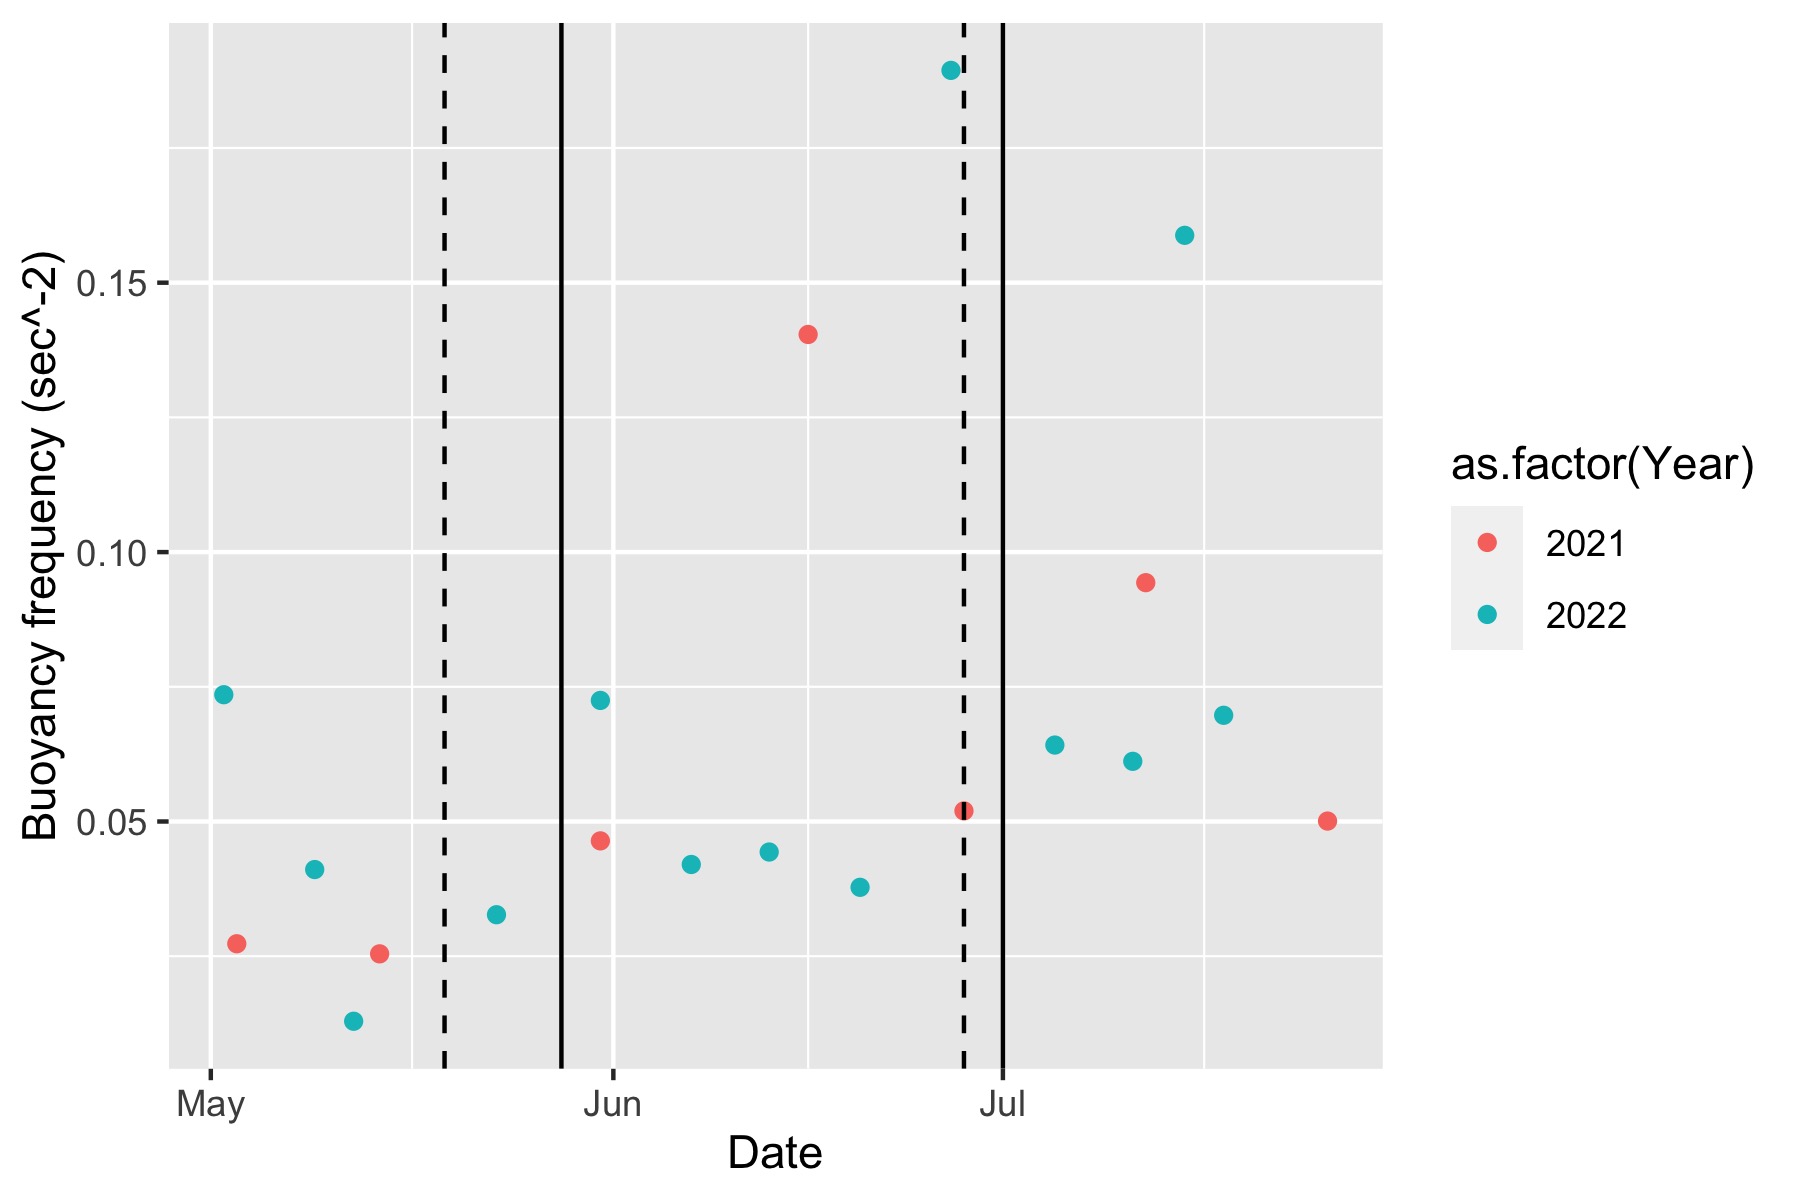 Buoyancy frequency (sec^-2)
0.15
0.10
0.05
May
Jun
Jul
Date
as.factor(Year)
2021
2022